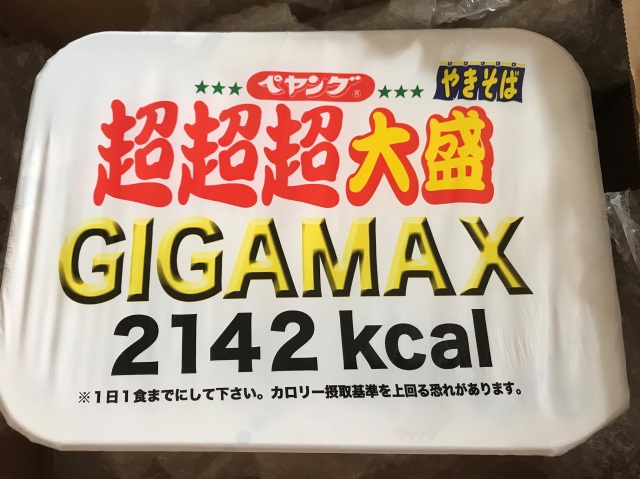 ★★★ペヤング®★★★
やきそば
超超超大盛
GIGAMAX
2142 kcal
※1日1食までにして下さい。カロリー摂取基準を上回る恐れがあります。